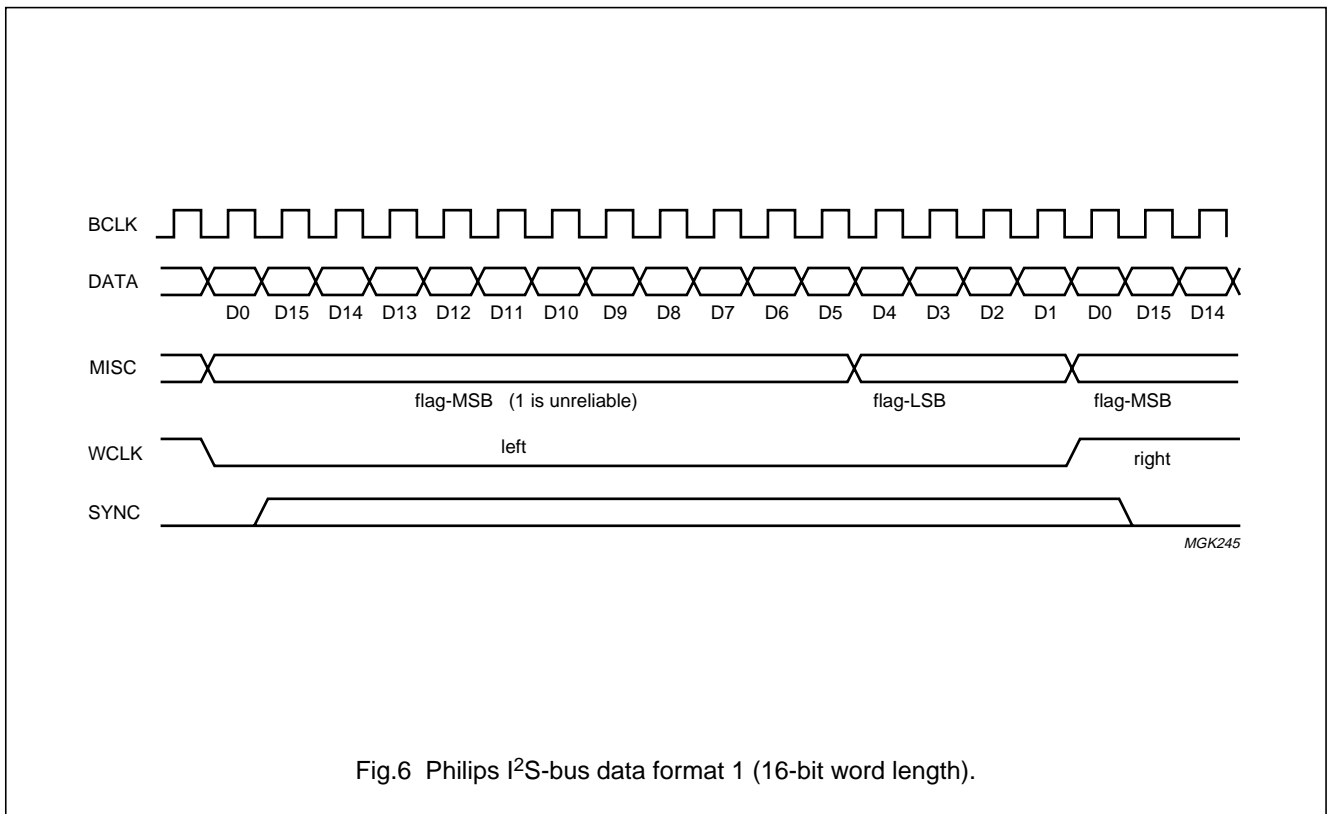 BCLK
DATA
D0 D15 D14 D13 D12 D11 D10 D9 D8 D7 D6 D5 D4 D3 D2 D1 D0 D15 D14
MISC
flag-MSB (1 is unreliable) flag-LSB flag-MSB
WCLK left right
SYNC
MGK245
Fig.6 Philips I²S-bus data format 1 (16-bit word length).